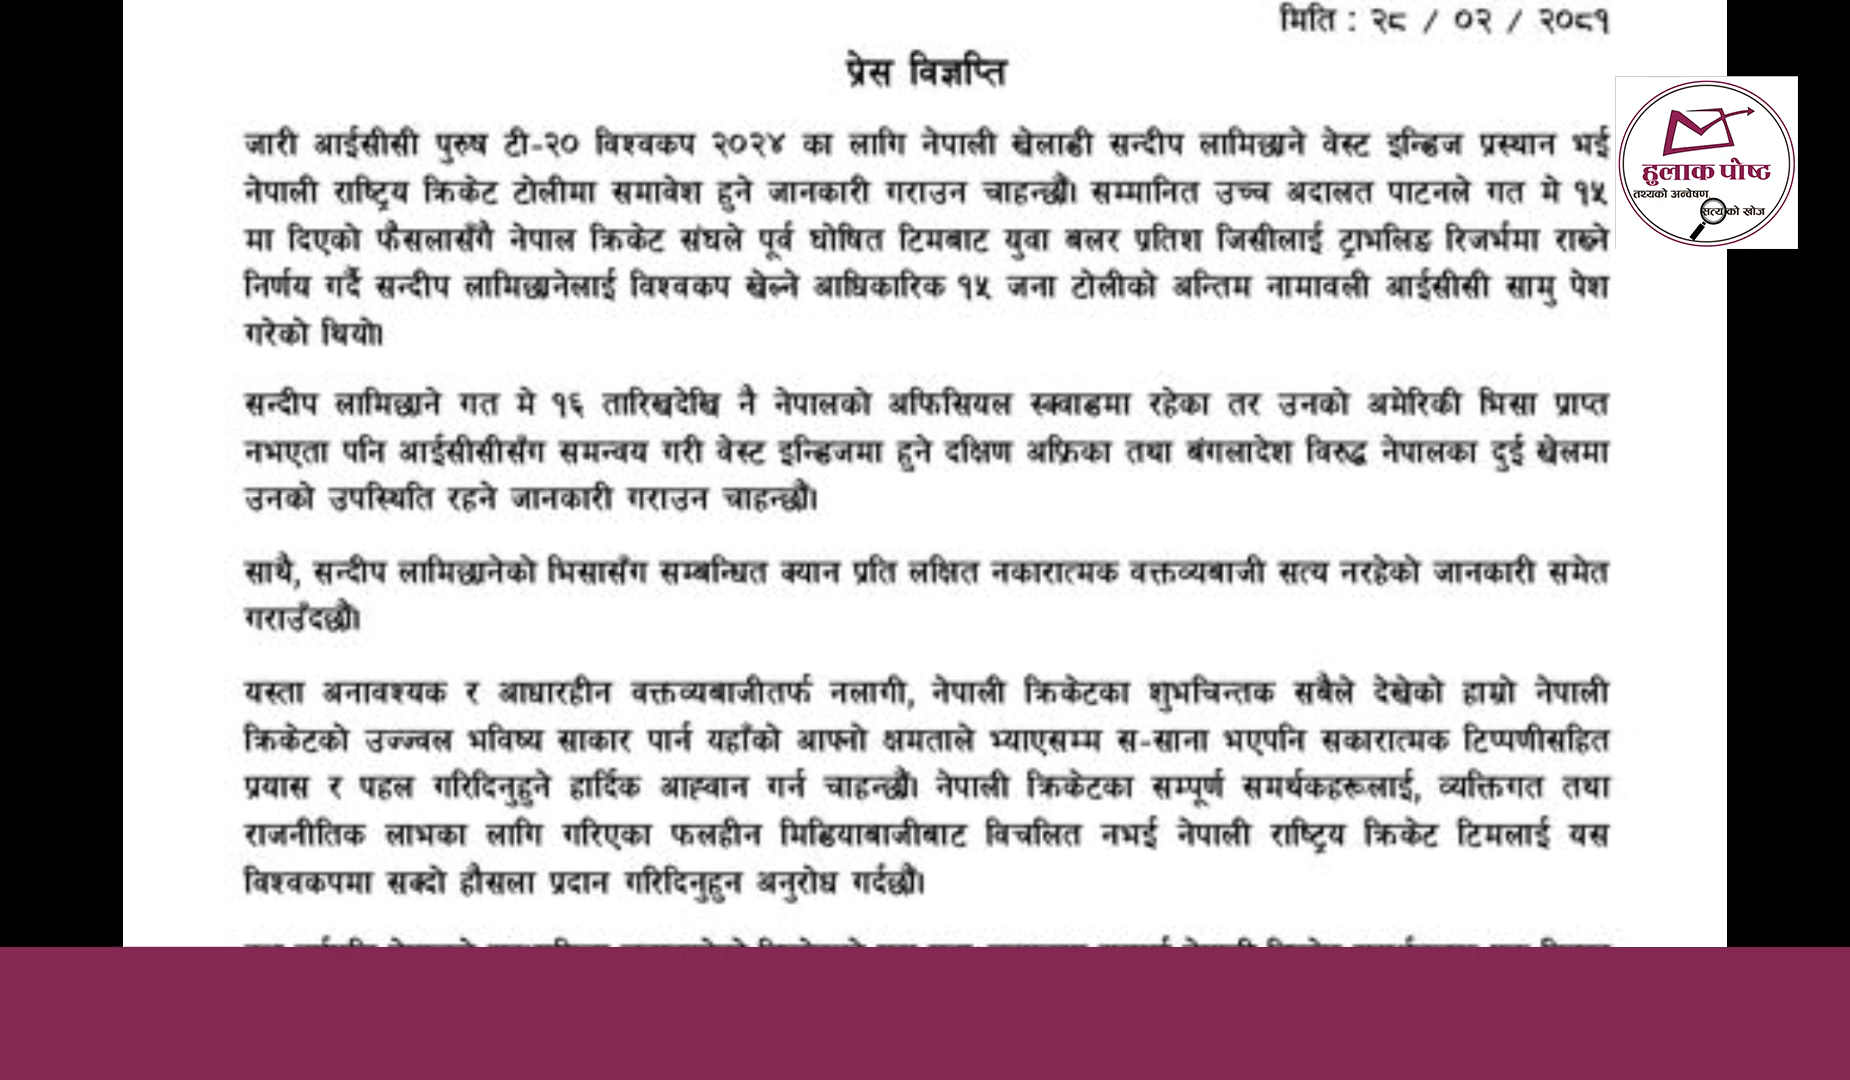 मिति : २८ / ०२ / २०८१
प्रेस विज्ञप्ति
जारी आईसीसी पुरुष टी-२० विश्वकप २०२४ का लागि नेपाली खेलाडी सन्दीप लामिछाने वेस्ट इन्डिज प्रस्थान भई
नेपाली राष्ट्रिय क्रिकेट टोलीमा समावेश हुने जानकारी गराउन चाहन्छौं। सम्मानित उच्च अदालत पाटनले गत मे १५
मा दिएको फैसलासँगै नेपाल क्रिकेट संघले पूर्व घोषित टिमबाट युवा बलर प्रतिश जिसीलाई ट्राभलिङ रिजर्भमा राख्ने
निर्णय गर्दै सन्दीप लामिछानेलाई विश्वकप खेल्ने आधिकारिक १५ जना टोलीको अन्तिम नामावली आईसीसी सामु पेश
गरेको थियो।
सन्दीप लामिछाने गत मे १६ तारिखदेखि नै नेपालको अफिसियल स्क्वाडमा रहेका तर उनको अमेरिकी भिसा प्राप्त
नभएता पनि आईसीसीसँग समन्वय गरी वेस्ट इन्डिजमा हुने दक्षिण अफ्रिका तथा बंगलादेश विरुद्ध नेपालका दुई खेलमा
उनको उपस्थिति रहने जानकारी गराउन चाहन्छौं।
साथै, सन्दीप लामिछानेको भिसासँग सम्बन्धित क्यान प्रति लक्षित नकारात्मक वक्तव्यबाजी सत्य नरहेको जानकारी समेत
गराउँदछौं।
यस्ता अनावश्यक र आधारहीन वक्तव्यबाजीतर्फ नलागी, नेपाली क्रिकेटका शुभचिन्तक सबैले देखेको हाम्रो नेपाली
क्रिकेटको उज्ज्वल भविष्य साकार पार्न यहाँको आफ्नो क्षमताले भ्याएसम्म स-साना भएपनि सकारात्मक टिप्पणीसहित
प्रयास र पहल गरिदिनुहुने हार्दिक आह्वान गर्न चाहन्छौं। नेपाली क्रिकेटका सम्पूर्ण समर्थकहरूलाई, व्यक्तिगत तथा
राजनीतिक लाभका लागि गरिएका फलहीन मिडियाबाजीबाट विचलित नभई नेपाली राष्ट्रिय क्रिकेट टिमलाई यस
विश्वकपमा सक्दो हौसला प्रदान गरिदिनुहुन अनुरोध गर्दछौं।
हुलाक पोष्ट
तथ्यको अन्वेषण
सत्यको खोज